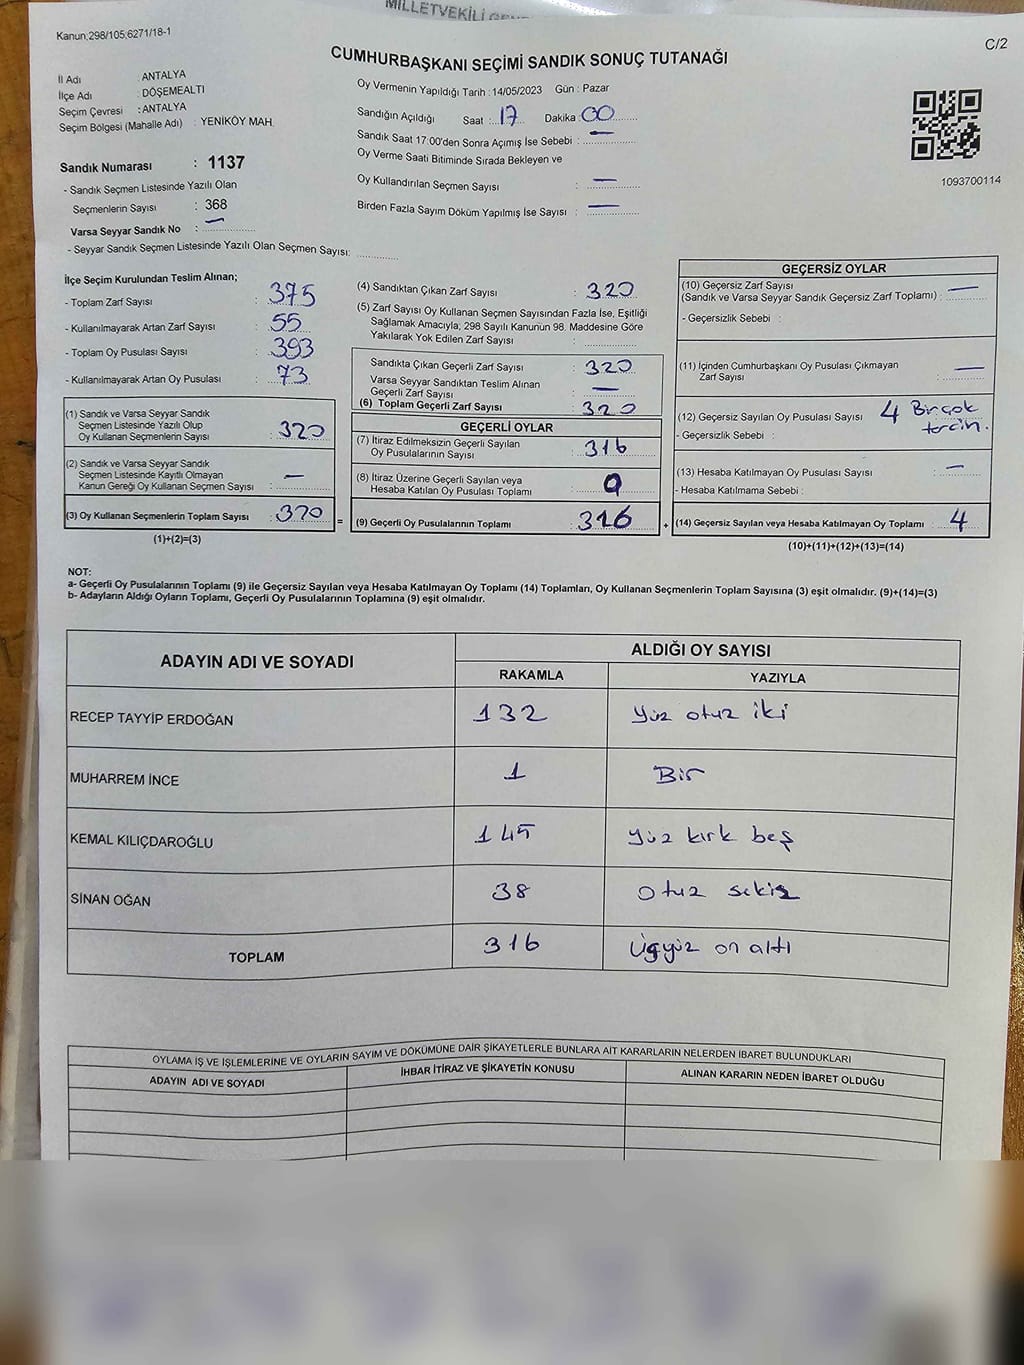 MİLLETVEKİLİ
Kanun:298/105;6271/18-1
C/2
CUMHURBAŞKANI SEÇİMİ SANDIK SONUÇ TUTANAĞI
İl Adı : ANTALYA
İlçe Adı : DÖŞEMEALTI
Seçim Çevresi : ANTALYA
Seçim Bölgesi (Mahalle Adı) : YENİKÖY MAH.
Sandık Numarası : 1137
- Sandık Seçmen Listesinde Yazılı Olan
Seçmenlerin Sayısı : 368
Varsa Seyyar Sandık No : —
- Seyyar Sandık Seçmen Listesinde Yazılı Olan Seçmen Sayısı: ............
Oy Vermenin Yapıldığı Tarih : 14/05/2023 Gün : Pazar
Sandığın Açıldığı Saat : 17 Dakika : 00
Sandık Saat 17:00'den Sonra Açımış İse Sebebi : —
Oy Verme Saati Bitiminde Sırada Bekleyen ve
Oy Kullandırılan Seçmen Sayısı : —
Birden Fazla Sayım Döküm Yapılmış İse Sayısı : —
1093700114
İlçe Seçim Kurulundan Teslim Alınan;
- Toplam Zarf Sayısı : 375
- Kullanılmayarak Artan Zarf Sayısı : 55
- Toplam Oy Pusulası Sayısı : 393
- Kullanılmayarak Artan Oy Pusulası : 73
(1) Sandık ve Varsa Seyyar Sandık
Seçmen Listesinde Yazılı Olup
Oy Kullanan Seçmenlerin Sayısı : 320
(2) Sandık ve Varsa Seyyar Sandık
Seçmen Listesinde Kayıtlı Olmayan
Kanun Gereği Oy Kullanan Seçmen Sayısı : —
(3) Oy Kullanan Seçmenlerin Toplam Sayısı : 320 =
(1)+(2)=(3)
(4) Sandıktan Çıkan Zarf Sayısı : 320
(5) Zarf Sayısı Oy Kullanan Seçmen Sayısından Fazla İse, Eşitliği
Sağlamak Amacıyla; 298 Sayılı Kanunun 98. Maddesine Göre
Yakılarak Yok Edilen Zarf Sayısı : ............
Sandıkta Çıkan Geçerli Zarf Sayısı : 320
Varsa Seyyar Sandıktan Teslim Alınan
Geçerli Zarf Sayısı : —
(6) Toplam Geçerli Zarf Sayısı : 320
GEÇERLİ OYLAR
(7) İtiraz Edilmeksizin Geçerli Sayılan
Oy Pusulalarının Sayısı : 316
(8) İtiraz Üzerine Geçerli Sayılan veya
Hesaba Katılan Oy Pusulası Toplamı : 0
(9) Geçerli Oy Pusulalarının Toplamı : 316 +
GEÇERSİZ OYLAR
(10) Geçersiz Zarf Sayısı
(Sandık ve Varsa Seyyar Sandık Geçersiz Zarf Toplamı) : —
- Geçersizlik Sebebi :
(11) İçinden Cumhurbaşkanı Oy Pusulası Çıkmayan
Zarf Sayısı : —
(12) Geçersiz Sayılan Oy Pusulası Sayısı 4 Birçok
tercih.
- Geçersizlik Sebebi :
(13) Hesaba Katılmayan Oy Pusulası Sayısı : —
- Hesaba Katılmama Sebebi :
(14) Geçersiz Sayılan veya Hesaba Katılmayan Oy Toplamı : 4
(10)+(11)+(12)+(13)=(14)
NOT:
a- Geçerli Oy Pusulalarının Toplamı (9) ile Geçersiz Sayılan veya Hesaba Katılmayan Oy Toplamı (14) Toplamları, Oy Kullanan Seçmenlerin Toplam Sayısına (3) eşit olmalıdır. (9)+(14)=(3)
b- Adayların Aldığı Oyların Toplamı, Geçerli Oy Pusulalarının Toplamına (9) eşit olmalıdır.
ADAYIN ADI VE SOYADI ALDIĞI OY SAYISI
RAKAMLA YAZIYLA
RECEP TAYYİP ERDOĞAN 132 Yüz otuz iki
MUHARREM İNCE 1 Bir
KEMAL KILIÇDAROĞLU 145 Yüz kırk beş
SİNAN OĞAN 38 Otuz sekiz
TOPLAM 316 Üçyüz on altı
OYLAMA İŞ VE İŞLEMLERİNE VE OYLARIN SAYIM VE DÖKÜMÜNE DAİR ŞİKAYETLERLE BUNLARA AİT KARARLARIN NELERDEN İBARET BULUNDUKLARI
ADAYIN ADI VE SOYADI İHBAR İTİRAZ VE ŞİKAYETİN KONUSU ALINAN KARARIN NEDEN İBARET OLDUĞU